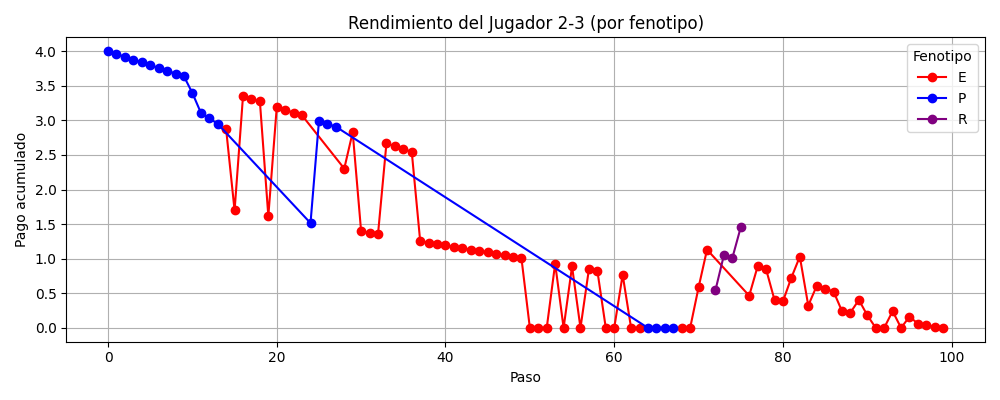 Rendimiento del Jugador 2-3 (por fenotipo)
Pago acumulado
4.0
3.5
3.0
2.5
2.0
1.5
1.0
0.5
0.0
0 20 40 60 80 100
Paso
Fenotipo
E
P
R